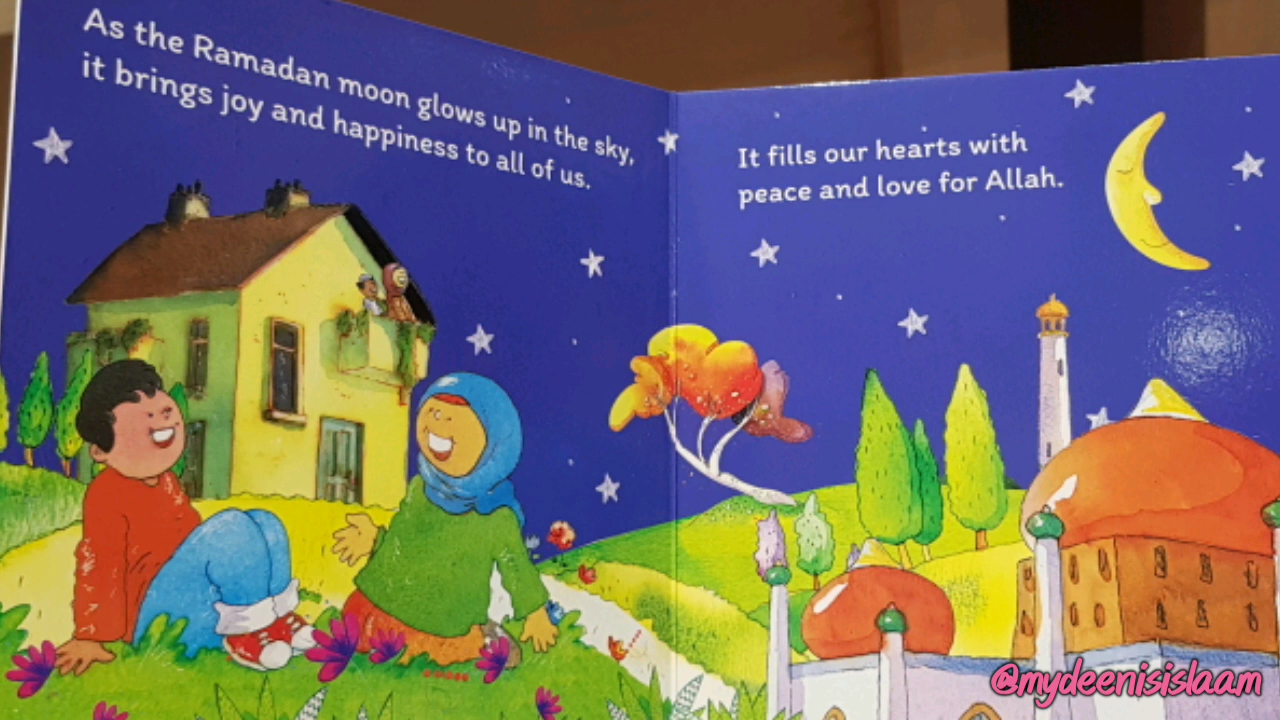 As the Ramadan moon glows up in the sky,
it brings joy and happiness to all of us.
It fills our hearts with
peace and love for Allah.
@mydeenisislaam